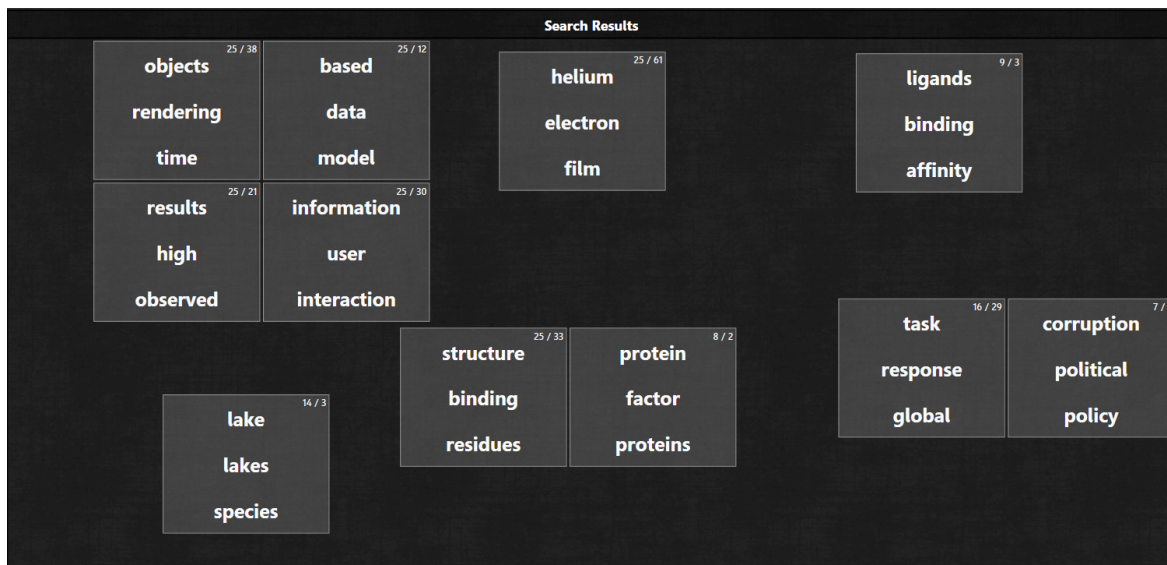 Search Results
25 / 38
objects
rendering
time
25 / 12
based
data
model
25 / 61
helium
electron
film
9 / 3
ligands
binding
affinity
25 / 21
results
high
observed
25 / 30
information
user
interaction
16 / 29
task
response
global
7 /
corruption
political
policy
25 / 33
structure
binding
residues
8 / 2
protein
factor
proteins
14 / 3
lake
lakes
species